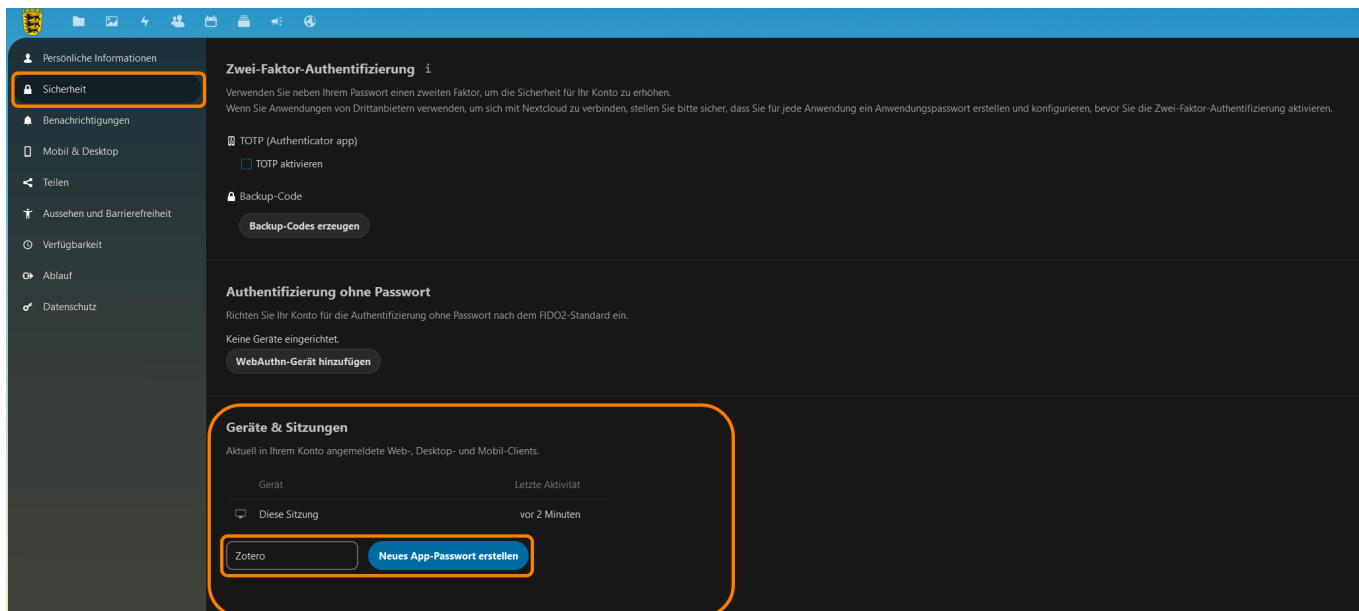 Persönliche Informationen
Sicherheit
Benachrichtigungen
Mobil & Desktop
Teilen
Aussehen und Barrierefreiheit
Verfügbarkeit
Ablauf
Datenschutz
Zwei-Faktor-Authentifizierung i
Verwenden Sie neben Ihrem Passwort einen zweiten Faktor, um die Sicherheit für Ihr Konto zu erhöhen.
Wenn Sie Anwendungen von Drittanbietern verwenden, um sich mit Nextcloud zu verbinden, stellen Sie bitte sicher, dass Sie für jede Anwendung ein Anwendungspasswort erstellen und konfigurieren, bevor Sie die Zwei-Faktor-Authentifizierung aktivieren.
TOTP (Authenticator app)
TOTP aktivieren
Backup-Code
Backup-Codes erzeugen
Authentifizierung ohne Passwort
Richten Sie Ihr Konto für die Authentifizierung ohne Passwort nach dem FIDO2-Standard ein.
Keine Geräte eingerichtet.
WebAuthn-Gerät hinzufügen
Geräte & Sitzungen
Aktuell in Ihrem Konto angemeldete Web-, Desktop- und Mobil-Clients.
Gerät Letzte Aktivität
Diese Sitzung vor 2 Minuten
Zotero Neues App-Passwort erstellen